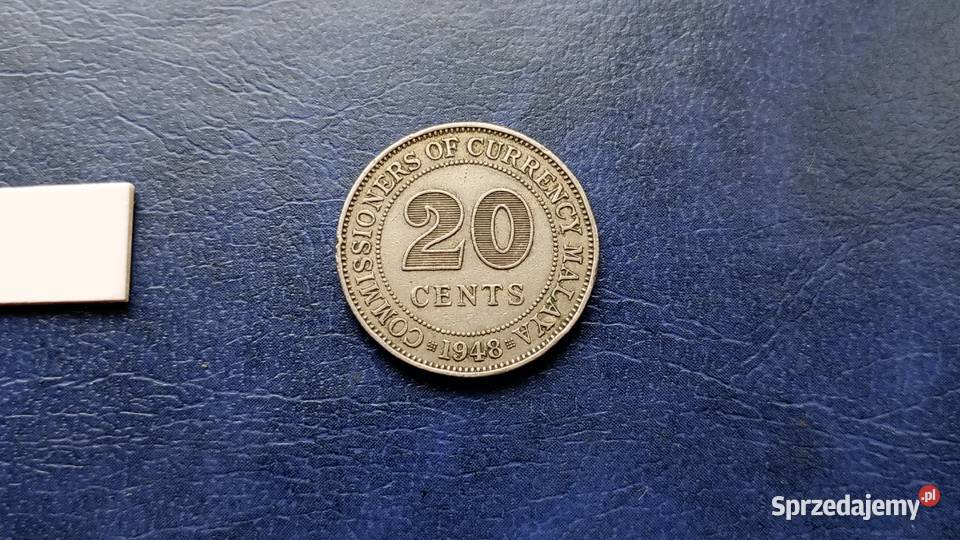 COMMISSIONERS OF CURRENCY MALAYA
20
CENTS
1948
Sprzedajemy.pl